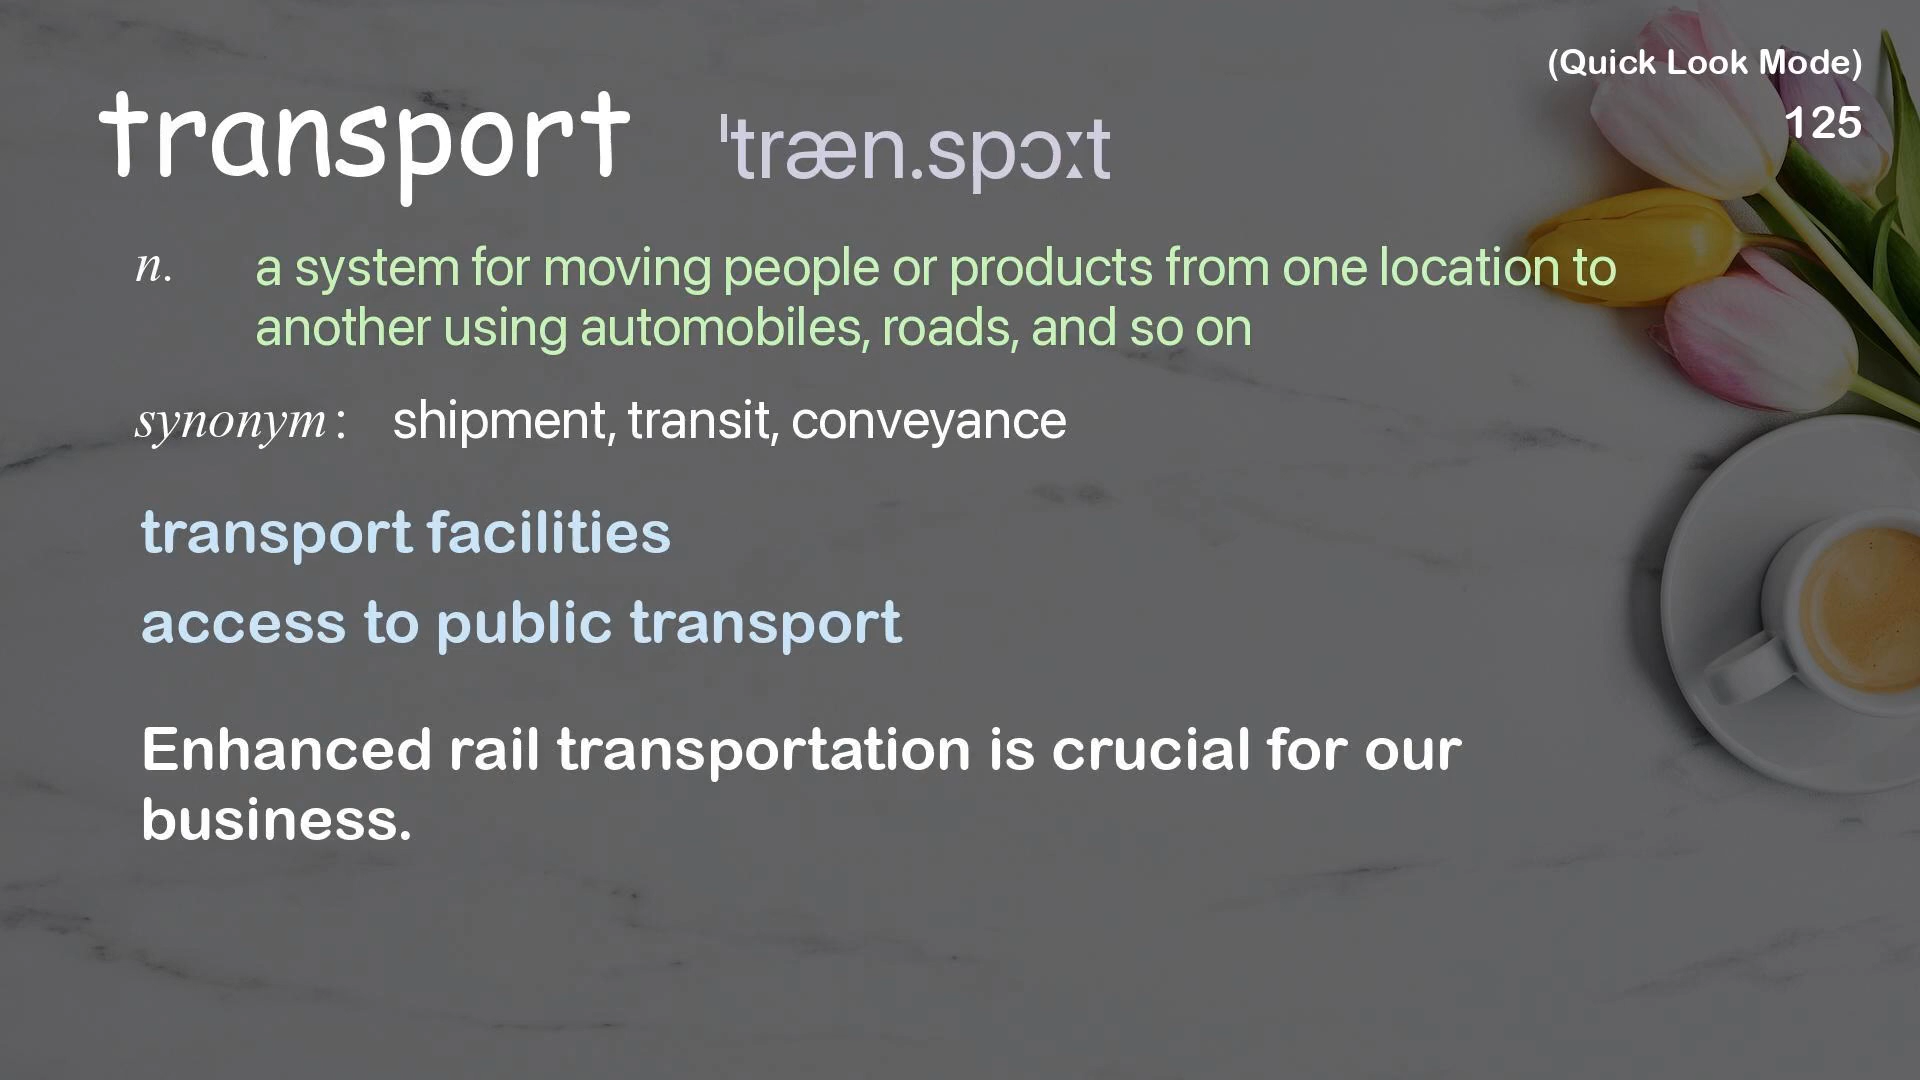 (Quick Look Mode)
125
transport ˈtræn.spɔːt
n. a system for moving people or products from one location to
another using automobiles, roads, and so on
synonym: shipment, transit, conveyance
transport facilities
access to public transport
Enhanced rail transportation is crucial for our
business.